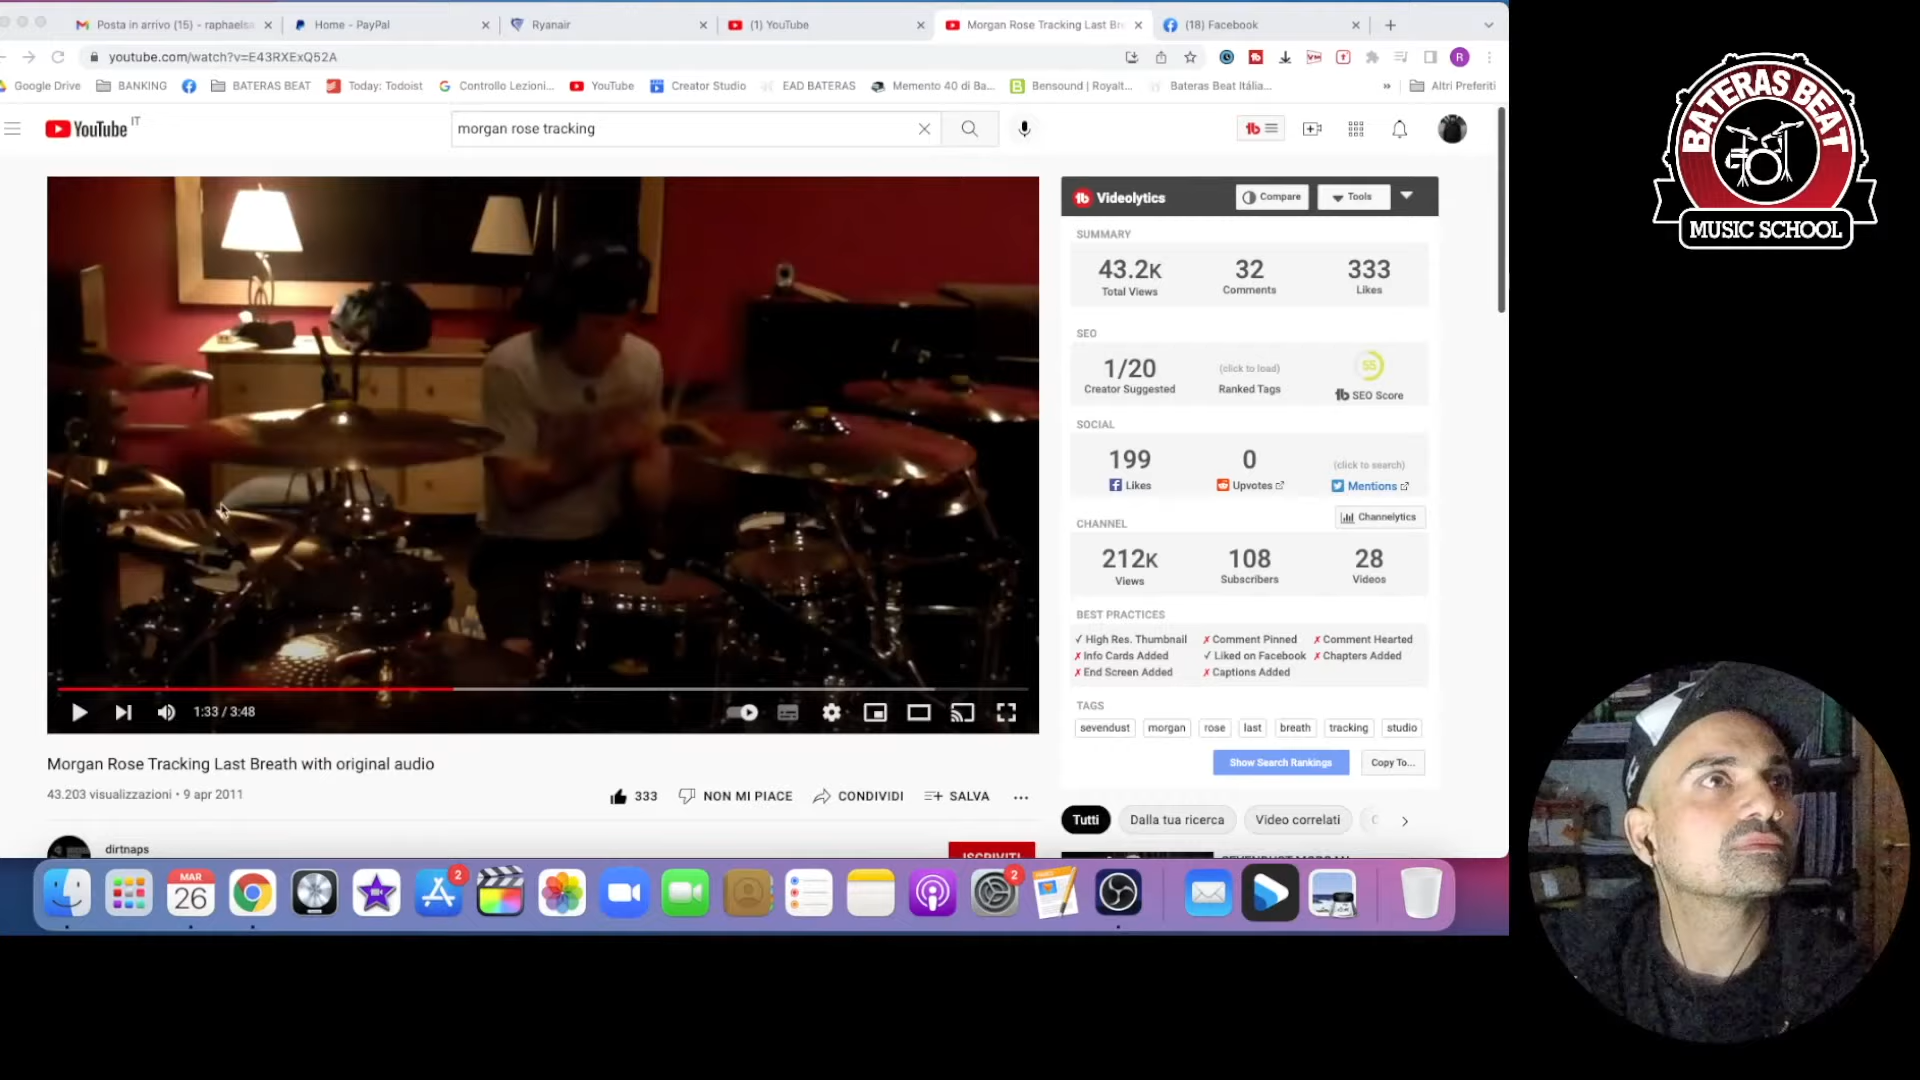 Posta in arrivo (15) - raphaels
Home - PayPal
Ryanair
(1) YouTube
Morgan Rose Tracking Last Br
(18) Facebook
youtube.com/watch?v=E43RXExQ52A
R
Google Drive
BANKING
BATERAS BEAT
Today: Todoist
Controllo Lezioni...
YouTube
Creator Studio
EAD BATERAS
Memento 40 di Ba...
Bensound | Royalt...
Bateras Beat Itália...
»
Altri Preferiti
YouTube IT
morgan rose tracking
Videolytics
Compare
Tools
SUMMARY
43.2K
32
333
Total Views
Comments
Likes
SEO
1/20
(click to load)
55
Creator Suggested
Ranked Tags
SEO Score
SOCIAL
199
0
(click to search)
Likes
Upvotes
Mentions
Channelytics
CHANNEL
212K
108
28
Views
Subscribers
Videos
BEST PRACTICES
✓ High Res. Thumbnail
✗ Comment Pinned
✗ Comment Hearted
✗ Info Cards Added
✓ Liked on Facebook
✗ Chapters Added
✗ End Screen Added
✗ Captions Added
TAGS
sevendust
morgan
rose
last
breath
tracking
studio
Show Search Rankings
Copy To...
1:33 / 3:48
Morgan Rose Tracking Last Breath with original audio
43.203 visualizzazioni • 9 apr 2011
333
NON MI PIACE
CONDIVIDI
SALVA
...
Tutti
Dalla tua ricerca
Video correlati
dirtnaps
ISCRIVITI
SEVENDUST MORGAN
MAR
26
2
2
BATERAS BEAT
MUSIC SCHOOL